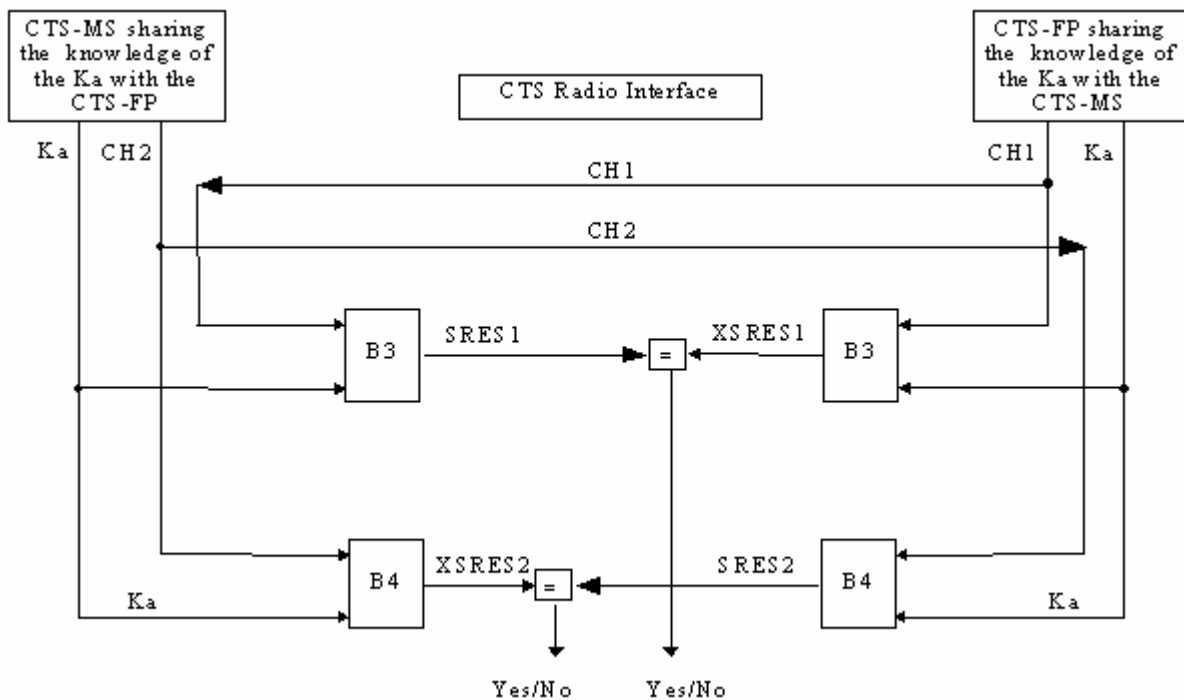 CTS-MS sharing
the knowledge of
the Ka with the
CTS-FP
CTS Radio Interface
CTS-FP sharing
the knowledge of
the Ka with the
CTS-MS
Ka
CH2
CH1
Ka
CH1
CH2
B3
SRES1
=
XSRES1
B3
B4
XSRES2
=
SRES2
B4
Ka
Ka
Yes/No
Yes/No